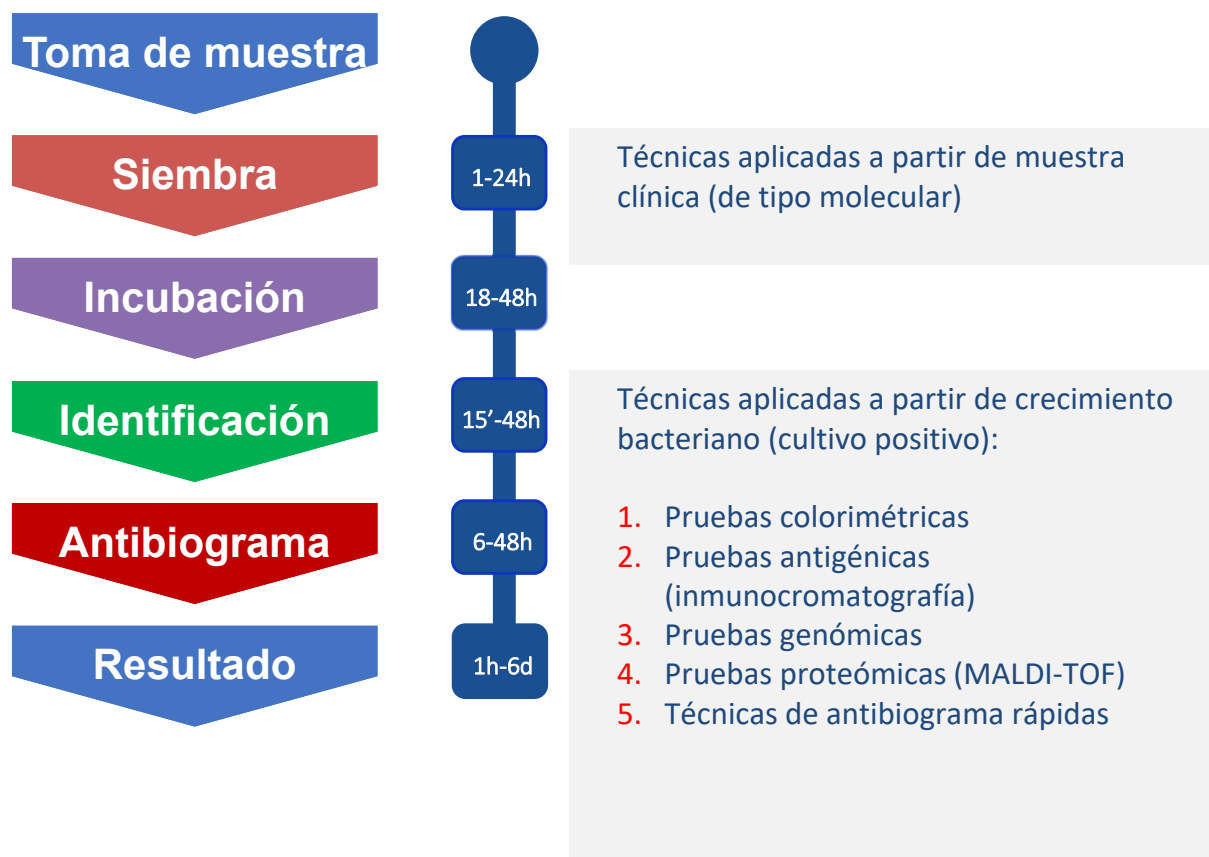 Toma de muestra
Siembra
1-24h
Técnicas aplicadas a partir de muestra
clínica (de tipo molecular)
Incubación
18-48h
Identificación
15’-48h
Técnicas aplicadas a partir de crecimiento
bacteriano (cultivo positivo):
1. Pruebas colorimétricas
2. Pruebas antigénicas
(inmunocromatografía)
3. Pruebas genómicas
4. Pruebas proteómicas (MALDI-TOF)
5. Técnicas de antibiograma rápidas
Antibiograma
6-48h
Resultado
1h-6d